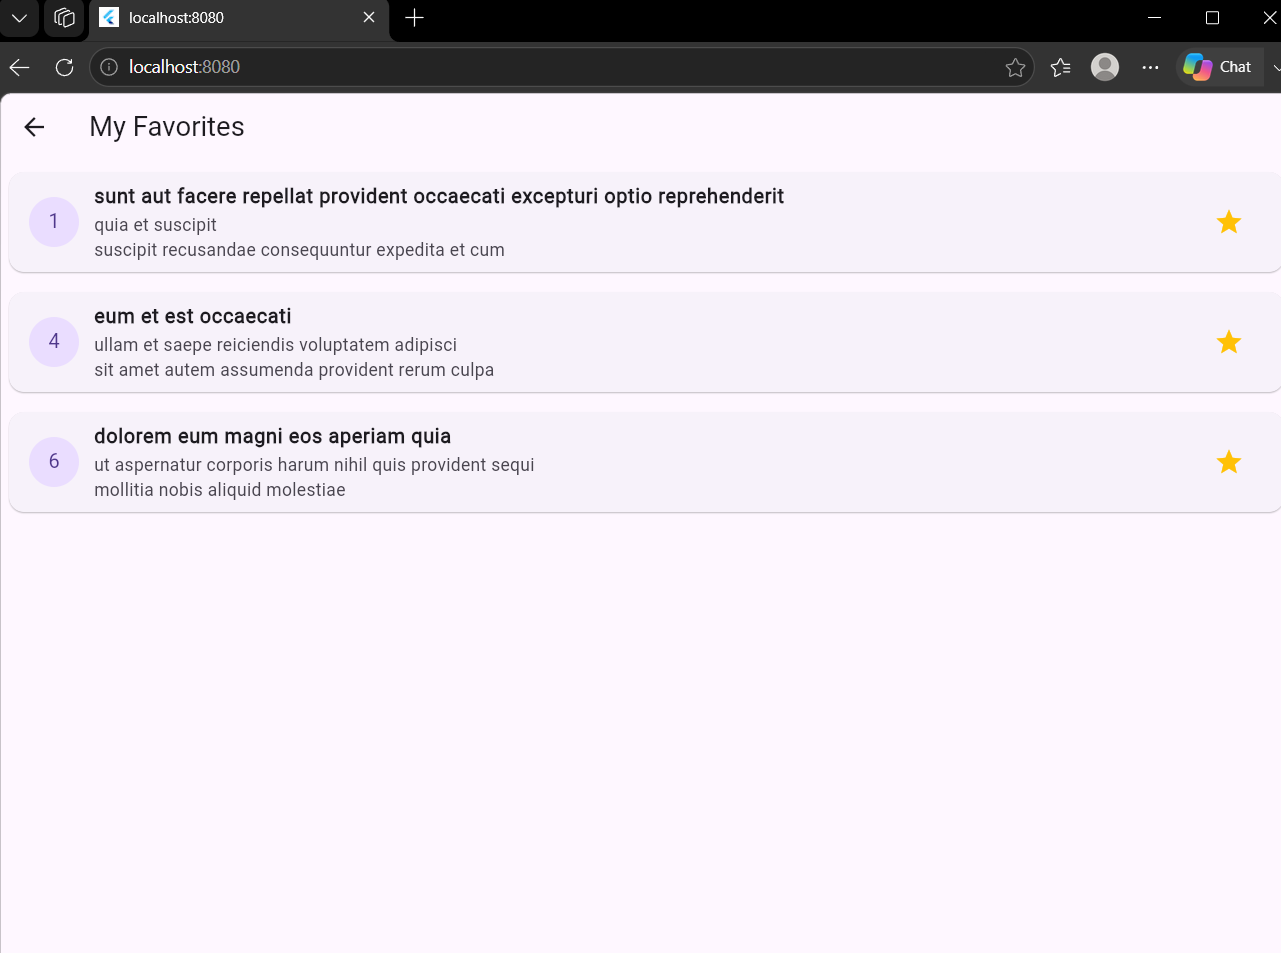 localhost:8080
localhost:8080
Chat
My Favorites
1
sunt aut facere repellat provident occaecati excepturi optio reprehenderit
quia et suscipit
suscipit recusandae consequuntur expedita et cum
4
eum et est occaecati
ullam et saepe reiciendis voluptatem adipisci
sit amet autem assumenda provident rerum culpa
6
dolorem eum magni eos aperiam quia
ut aspernatur corporis harum nihil quis provident sequi
mollitia nobis aliquid molestiae